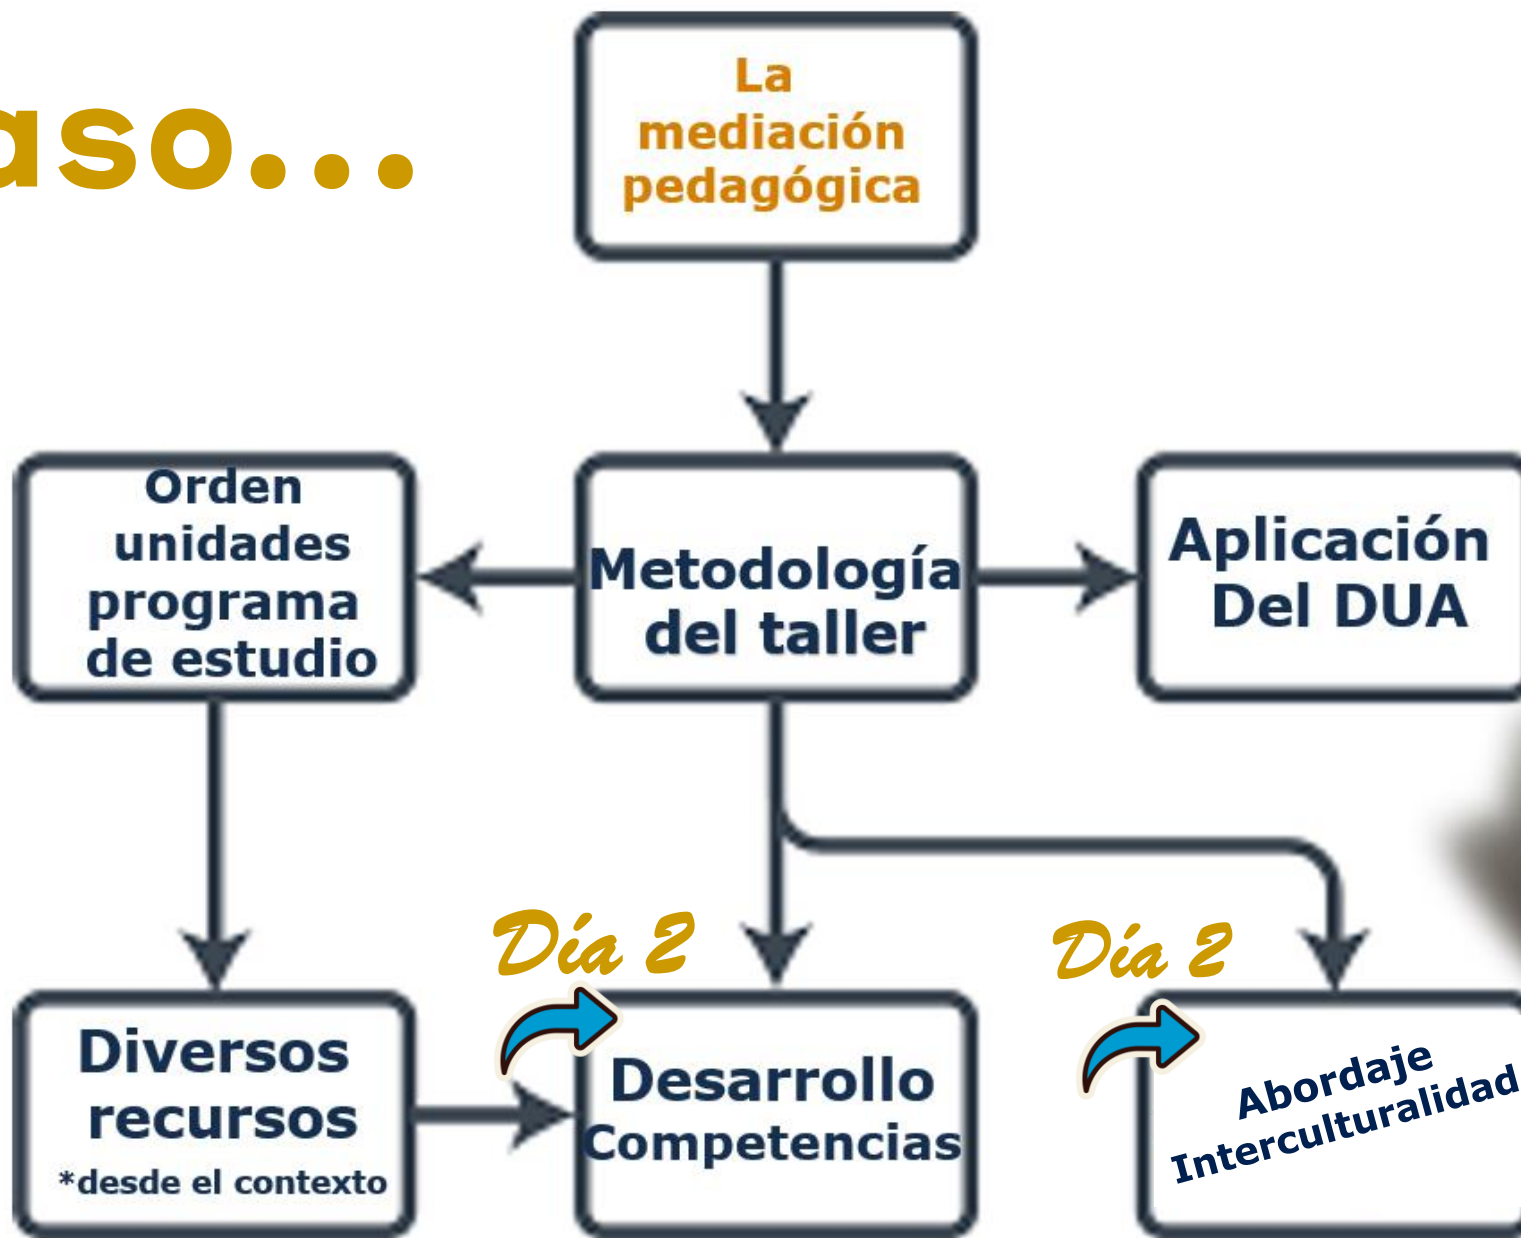 aso...
La
mediación
pedagógica
Orden
unidades
programa
de estudio
Metodología
del taller
Aplicación
Del DUA
Día 2
Día 2
Diversos
recursos
*desde el contexto
Desarrollo
Competencias
Abordaje
Interculturalidad